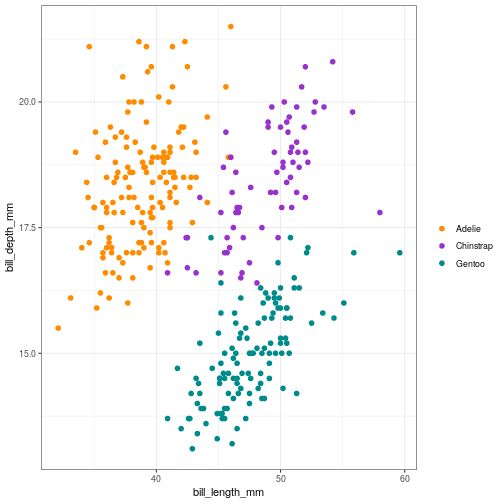 20.0
17.5
15.0
bill_depth_mm
40
50
60
bill_length_mm
Adelie
Chinstrap
Gentoo